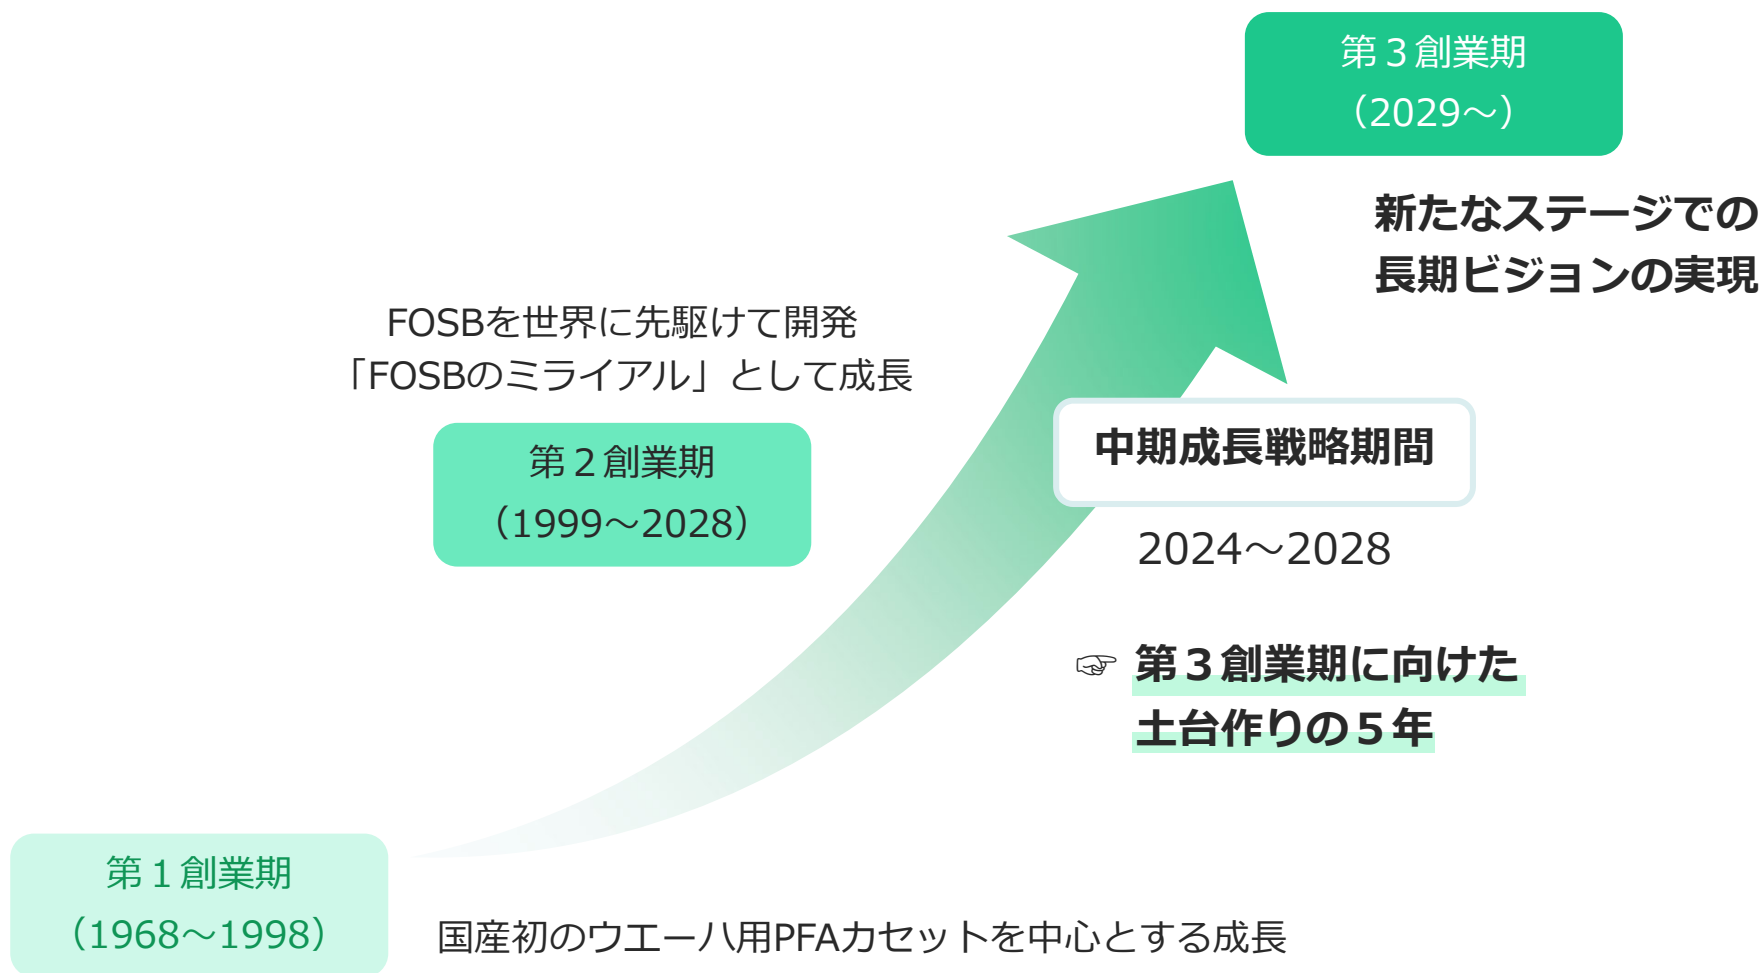 第３創業期
（2029～）
新たなステージでの
長期ビジョンの実現
FOSBを世界に先駆けて開発
「FOSBのミライアル」として成長
第２創業期
（1999～2028）
中期成長戦略期間
2024～2028
☞ 第３創業期に向けた
土台作りの５年
第１創業期
（1968～1998）
国産初のウエーハ用PFAカセットを中心とする成長